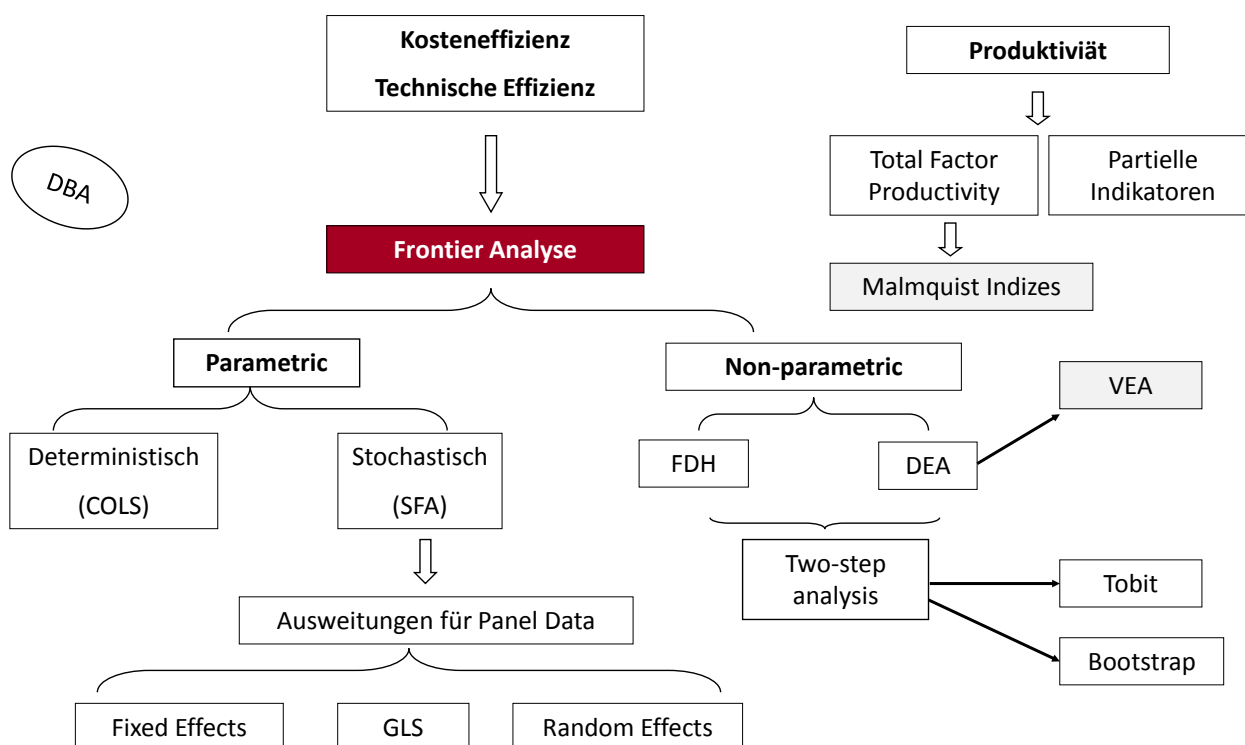 Kosteneffizienz
Technische Effizienz
Produktiviät
DBA
Total Factor
Productivity
Partielle
Indikatoren
Frontier Analyse
Malmquist Indizes
Parametric
Non-parametric
VEA
Deterministisch
(COLS)
Stochastisch
(SFA)
FDH
DEA
Two-step
analysis
Tobit
Ausweitungen für Panel Data
Bootstrap
Fixed Effects
GLS
Random Effects